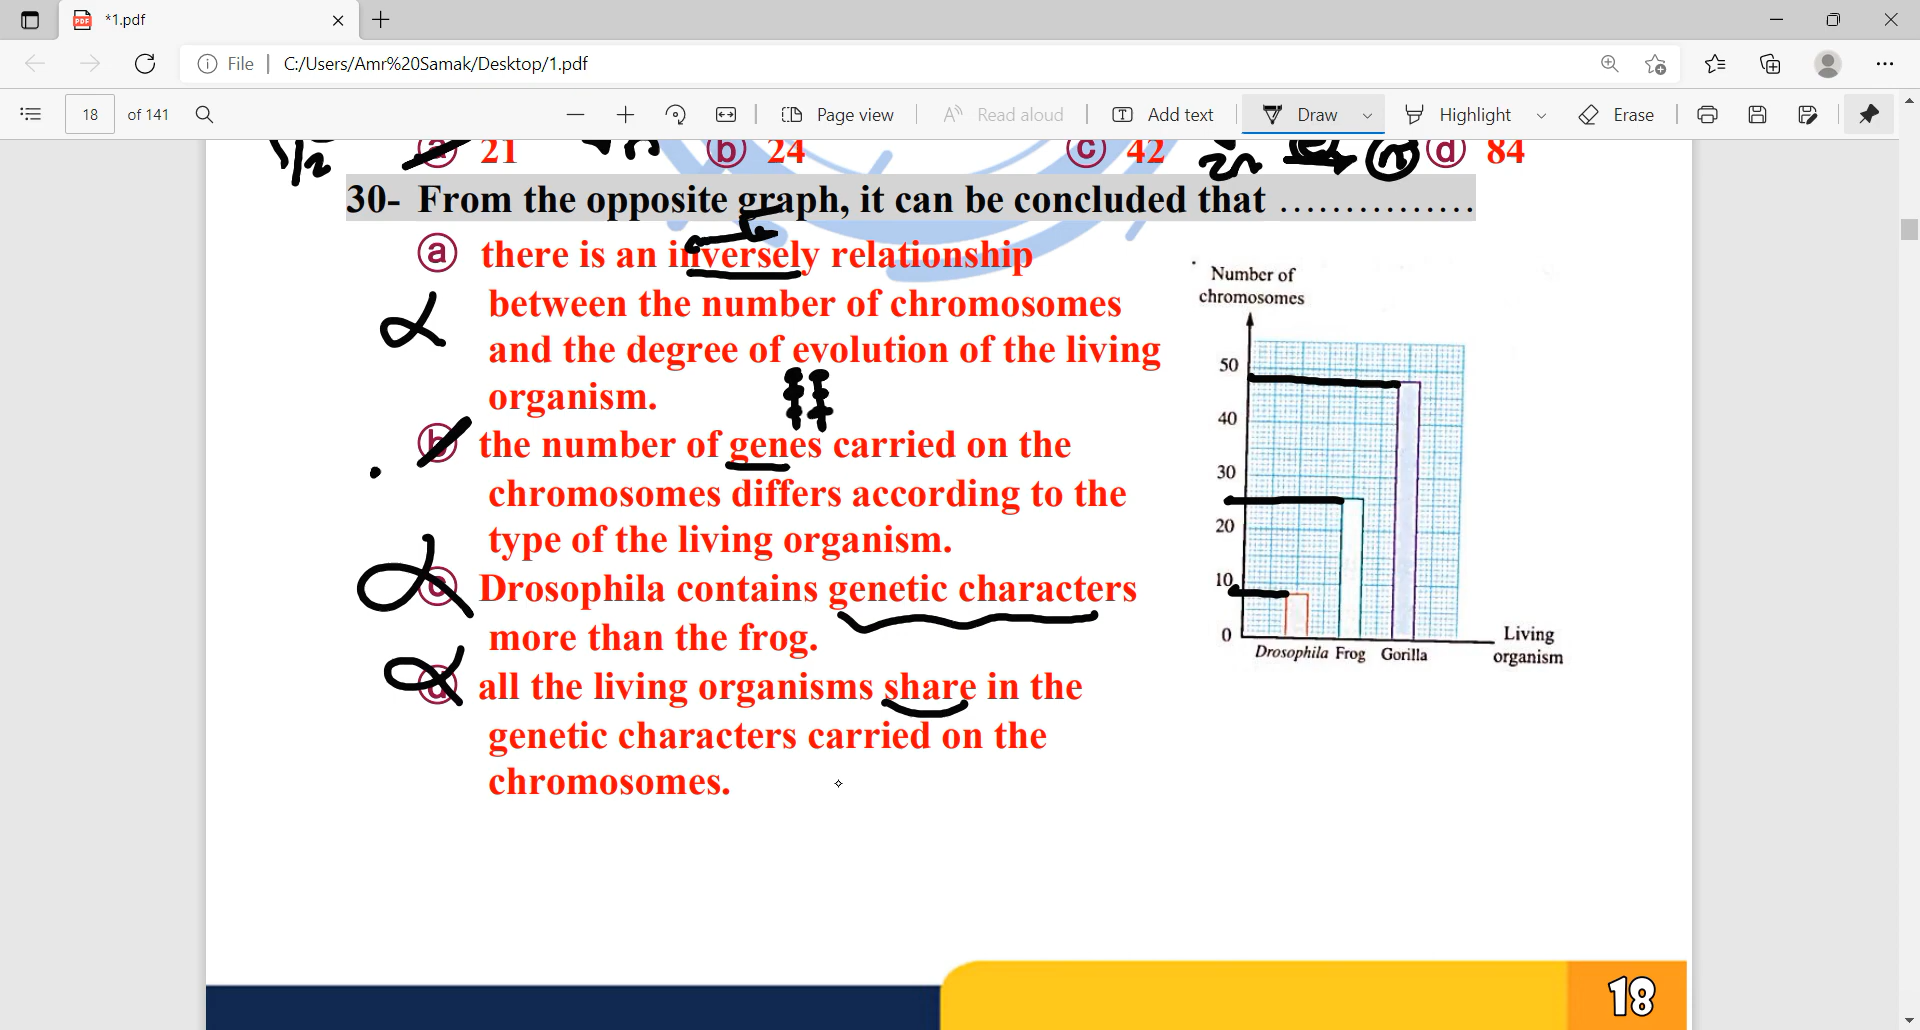 *1.pdf
File C:/Users/Amr%20Samak/Desktop/1.pdf
18 of 141 Page view Read aloud Add text Draw Highlight Erase
1/2 a 21 b 24 c 42 2n n d 84
30- From the opposite graph, it can be concluded that ...............
a there is an inversely relationship
between the number of chromosomes
and the degree of evolution of the living
organism.
b the number of genes carried on the
chromosomes differs according to the
type of the living organism.
c Drosophila contains genetic characters
more than the frog.
d all the living organisms share in the
genetic characters carried on the
chromosomes.
Number of
chromosomes
50
40
30
20
10
0
Drosophila Frog Gorilla
Living
organism
18